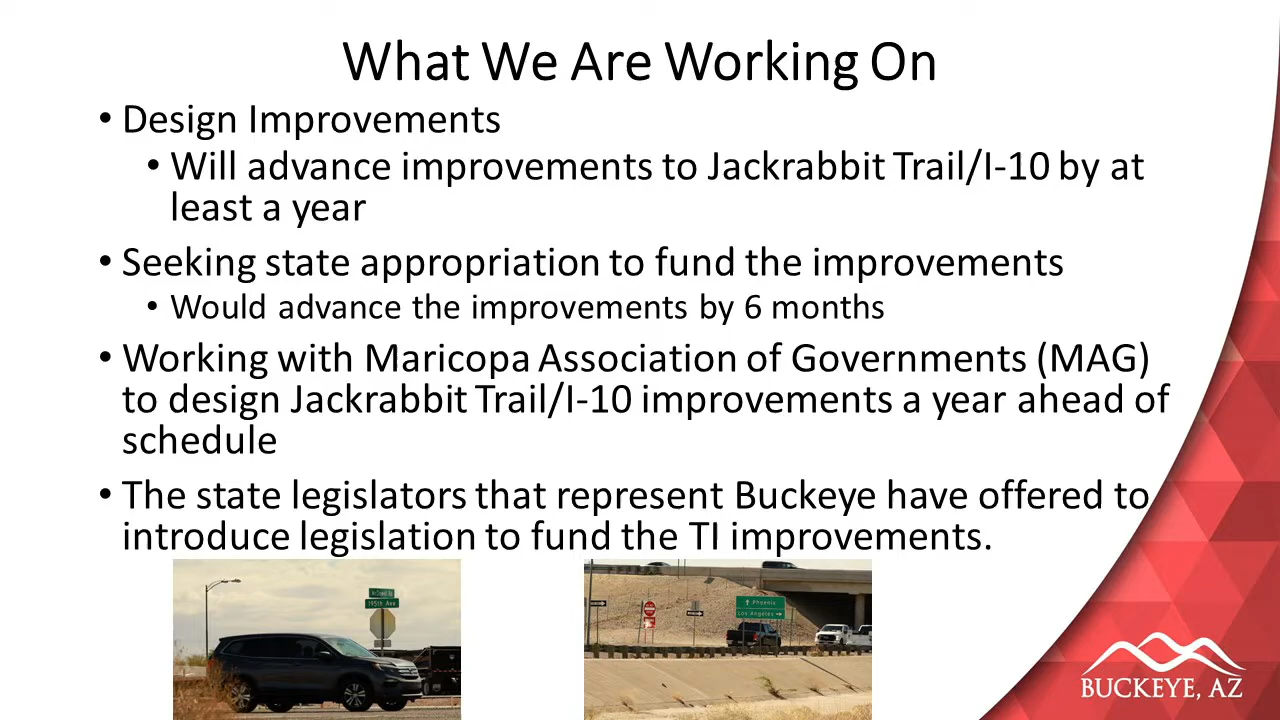 What We Are Working On
• Design Improvements
• Will advance improvements to Jackrabbit Trail/I-10 by at
least a year
• Seeking state appropriation to fund the improvements
• Would advance the improvements by 6 months
• Working with Maricopa Association of Governments (MAG)
to design Jackrabbit Trail/I-10 improvements a year ahead of
schedule
• The state legislators that represent Buckeye have offered to
introduce legislation to fund the TI improvements.
195th Ave
Phoenix
Los Angeles
BUCKEYE, AZ